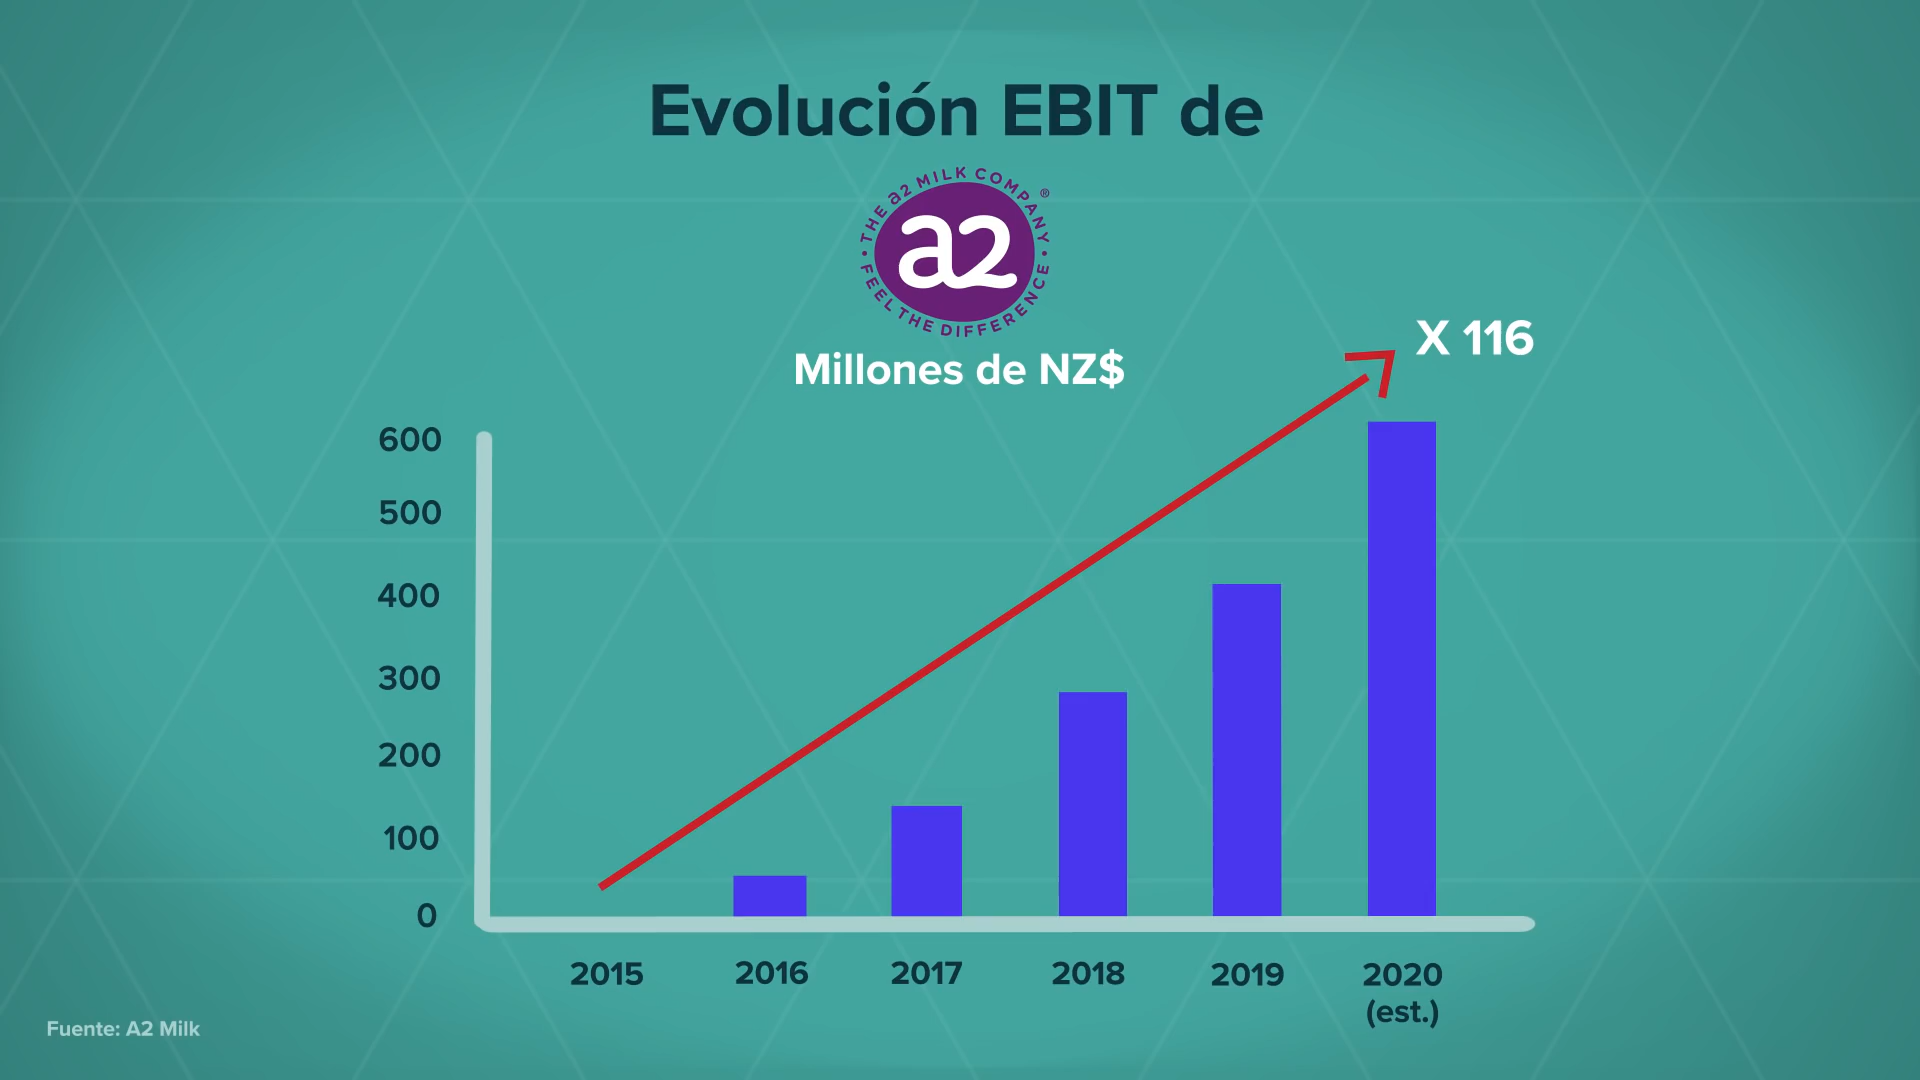 Evolución EBIT de
THE a2 MILK COMPANY ®
a2
• FEEL THE DIFFERENCE •
Millones de NZ$
X 116
600
500
400
300
200
100
0
2015 2016 2017 2018 2019 2020
(est.)
Fuente: A2 Milk